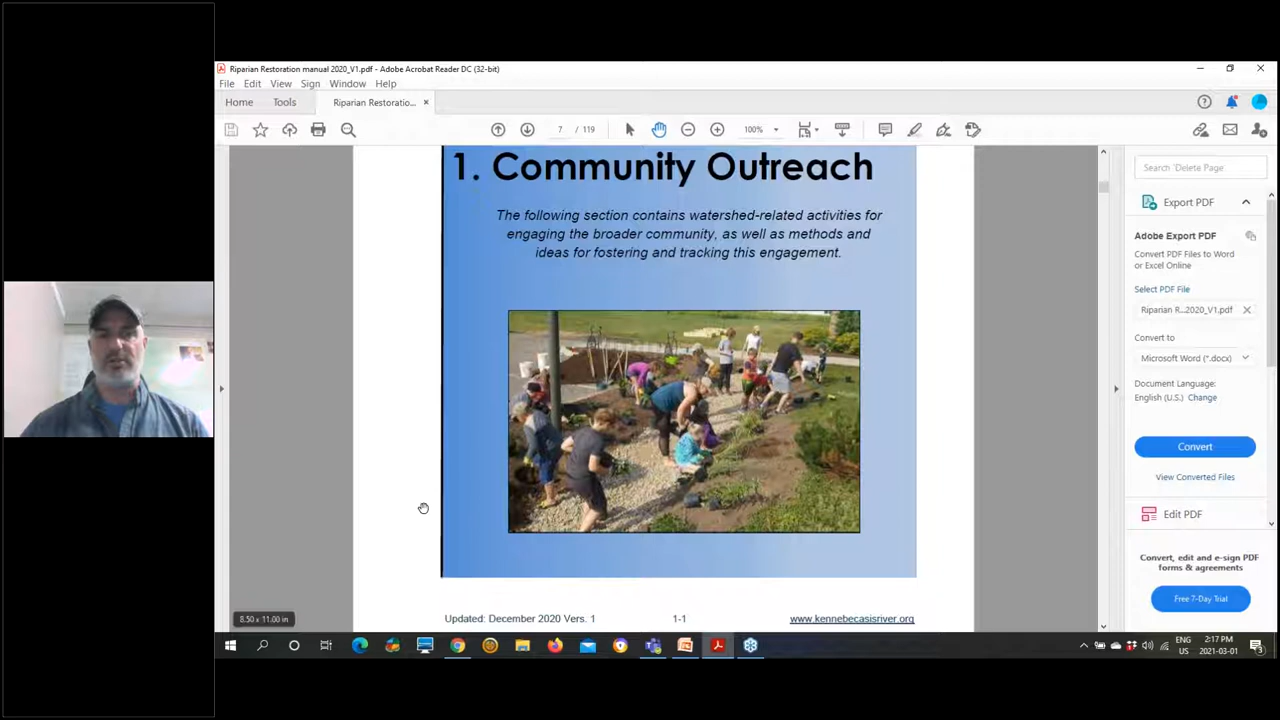 Riparian Restoration manual 2020_V1.pdf - Adobe Acrobat Reader DC (32-bit)
File Edit View Sign Window Help
Home Tools Riparian Restoratio... ×
7 / 119 100%
1. Community Outreach
The following section contains watershed-related activities for
engaging the broader community, as well as methods and
ideas for fostering and tracking this engagement.
Updated: December 2020 Vers. 1 1-1 www.kennebecasisriver.org
8.50 x 11.00 in
Search 'Delete Page
Export PDF
Adobe Export PDF
Convert PDF Files to Word
or Excel Online
Select PDF File
Riparian R...2020_V1.pdf ×
Convert to
Microsoft Word (*.docx)
Document Language:
English (U.S.) Change
Convert
View Converted Files
Edit PDF
Convert, edit and e-sign PDF
forms & agreements
Free 7-Day Trial
ENG 2:17 PM
US 2021-03-01
3